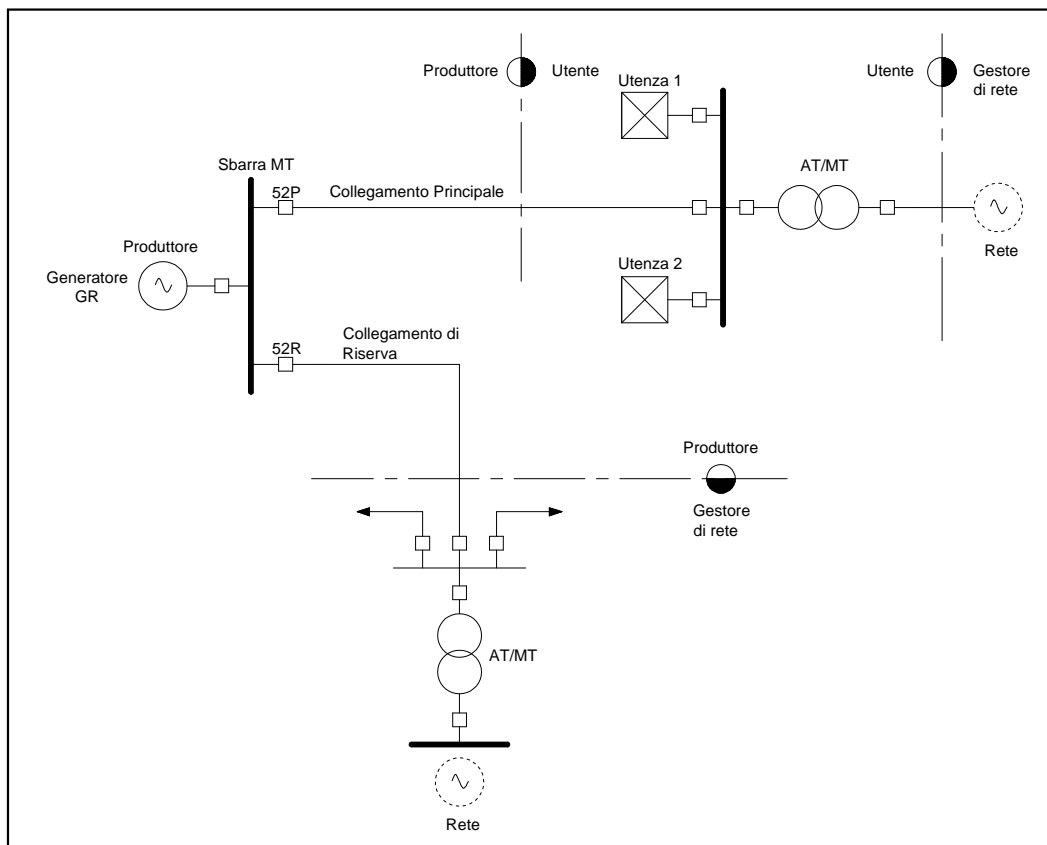 Produttore
Utente
Utente
Gestore
di rete
Utenza 1
AT/MT
Sbarra MT
52P
Collegamento Principale
Rete
Produttore
Generatore
GR
Utenza 2
52R
Collegamento di
Riserva
Produttore
Gestore
di rete
AT/MT
Rete